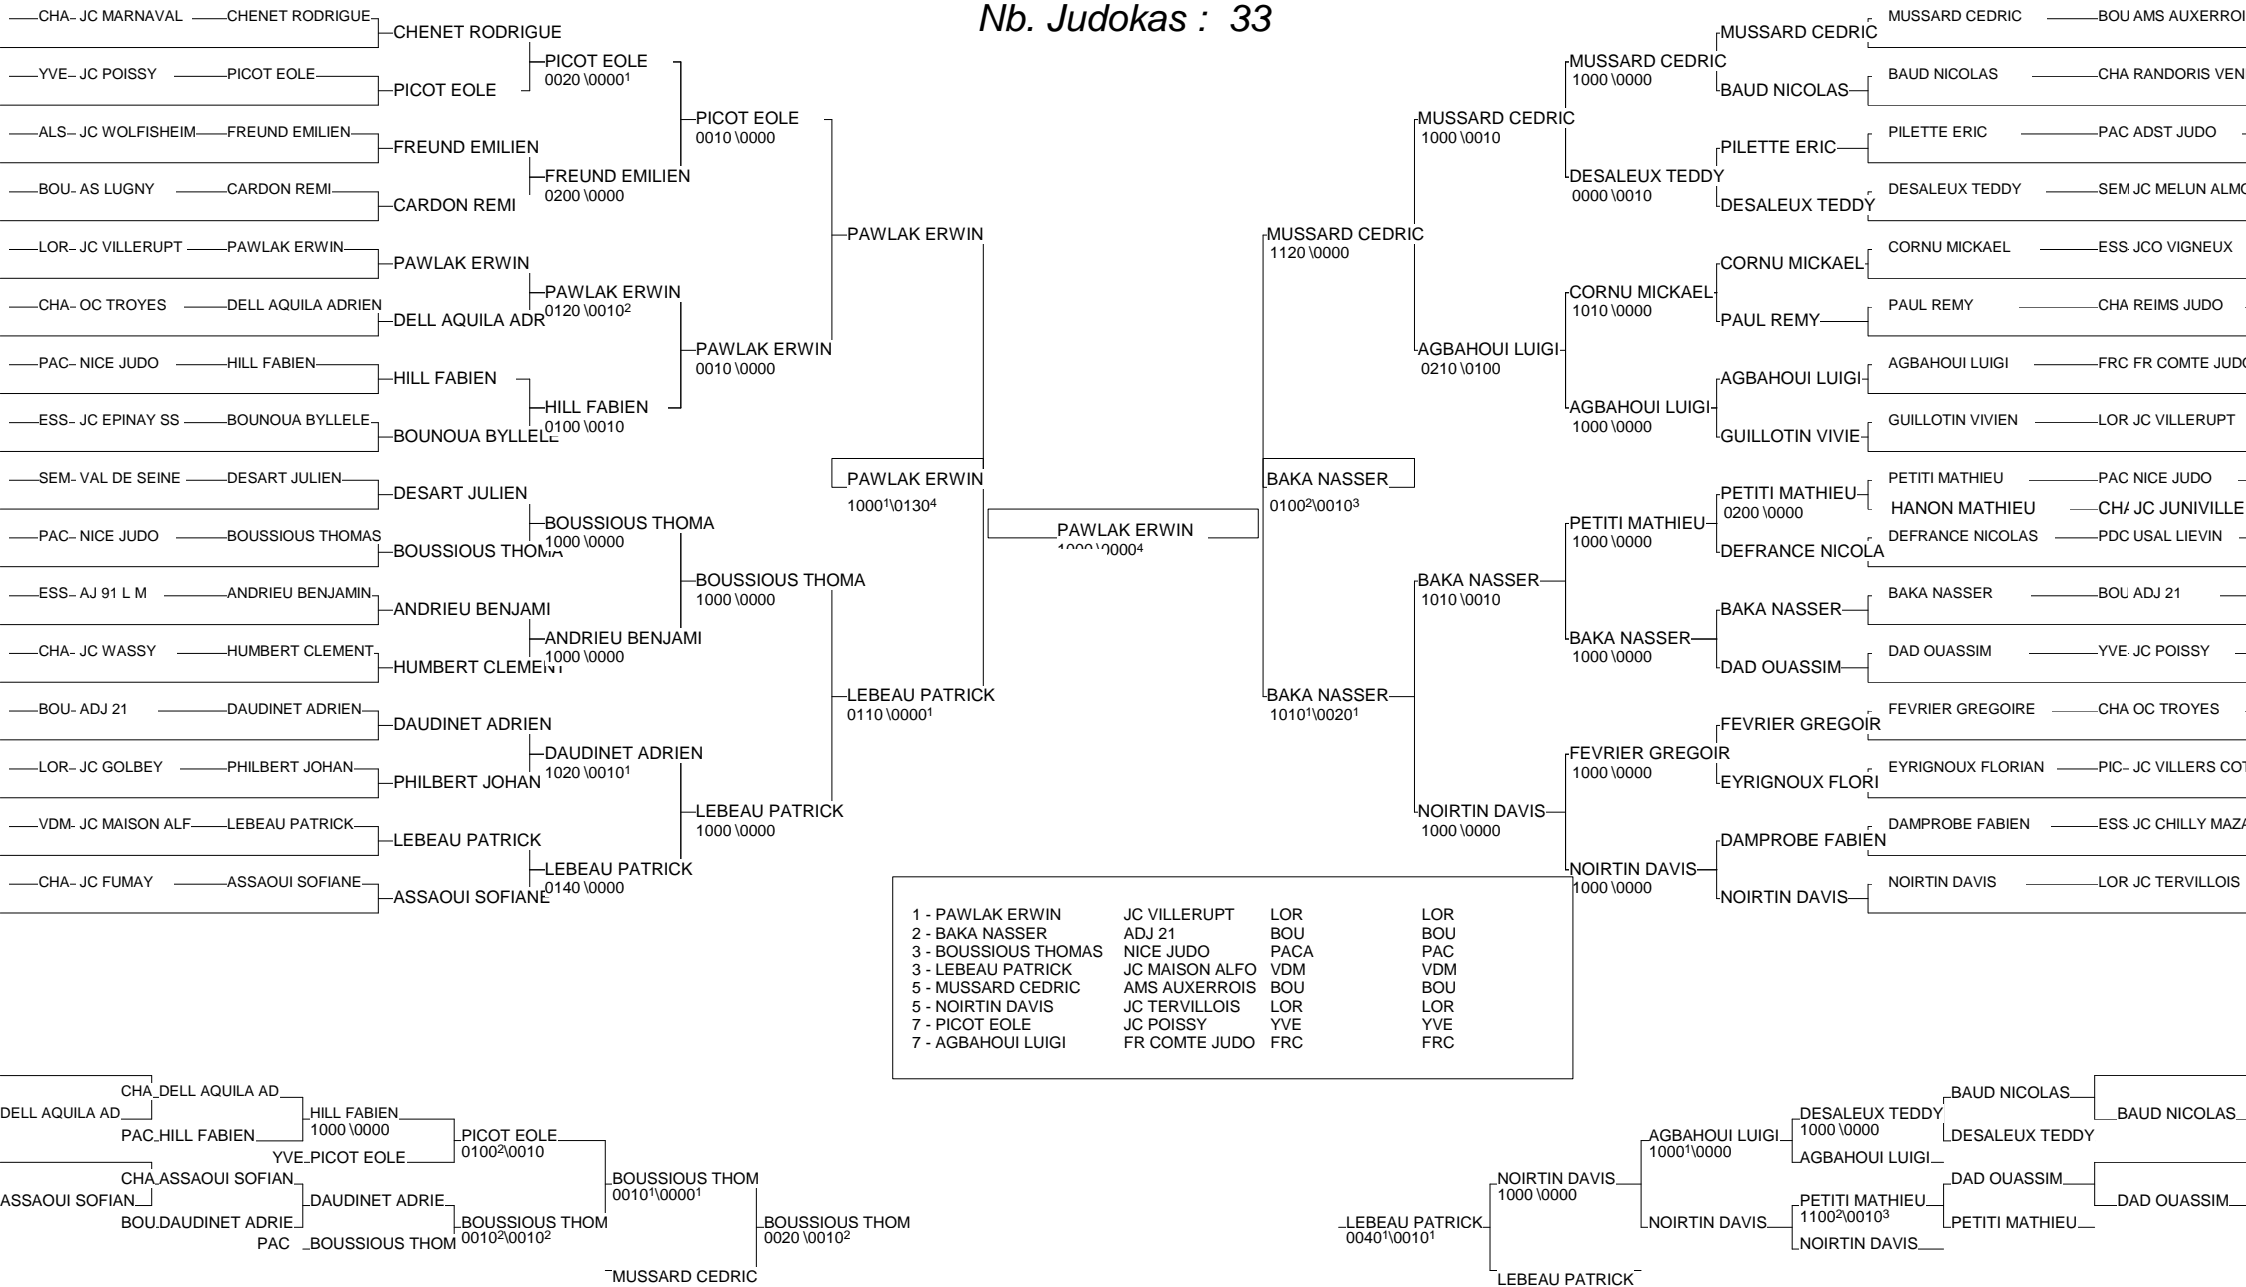 Nb. Judokas : 33
CHA JC MARNAVAL CHENET RODRIGUE
YVE JC POISSY PICOT EOLE
ALS JC WOLFISHEIM FREUND EMILIEN
BOU AS LUGNY CARDON REMI
LOR JC VILLERUPT PAWLAK ERWIN
CHA OC TROYES DELL AQUILA ADRIEN
PAC NICE JUDO HILL FABIEN
ESS JC EPINAY SS BOUNOUA BYLLELE
SEM VAL DE SEINE DESART JULIEN
PAC NICE JUDO BOUSSIOUS THOMAS
ESS AJ 91 L M ANDRIEU BENJAMIN
CHA JC WASSY HUMBERT CLEMENT
BOU ADJ 21 DAUDINET ADRIEN
LOR JC GOLBEY PHILBERT JOHAN
VDM JC MAISON ALF LEBEAU PATRICK
CHA JC FUMAY ASSAOUI SOFIANE
CHENET RODRIGUE
PICOT EOLE
FREUND EMILIEN
CARDON REMI
PAWLAK ERWIN
DELL AQUILA ADR
HILL FABIEN
BOUNOUA BYLLELE
DESART JULIEN
BOUSSIOUS THOMA
ANDRIEU BENJAMI
HUMBERT CLEMENT
DAUDINET ADRIEN
PHILBERT JOHAN
LEBEAU PATRICK
ASSAOUI SOFIANE
PICOT EOLE
0020 \0000¹
FREUND EMILIEN
0200 \0000
PAWLAK ERWIN
0120 \0010²
HILL FABIEN
0100 \0010
BOUSSIOUS THOMA
1000 \0000
ANDRIEU BENJAMI
1000 \0000
DAUDINET ADRIEN
1020 \0010¹
LEBEAU PATRICK
0140 \0000
PICOT EOLE
0010 \0000
PAWLAK ERWIN
0010 \0000
BOUSSIOUS THOMA
1000 \0000
LEBEAU PATRICK
1000 \0000
PAWLAK ERWIN
LEBEAU PATRICK
0110 \0000¹
PAWLAK ERWIN
1000¹\0130⁴
PAWLAK ERWIN
1000 \0000⁴
BAKA NASSER
0100²\0010³
MUSSARD CEDRIC
1120 \0000
BAKA NASSER
1010¹\0020¹
MUSSARD CEDRIC
1000 \0010
AGBAHOUI LUIGI
0210 \0100
BAKA NASSER
1010 \0010
NOIRTIN DAVIS
1000 \0000
MUSSARD CEDRIC
1000 \0000
DESALEUX TEDDY
0000 \0010
CORNU MICKAEL
1010 \0000
AGBAHOUI LUIGI
1000 \0000
PETITI MATHIEU
1000 \0000
BAKA NASSER
1000 \0000
FEVRIER GREGOIR
1000 \0000
NOIRTIN DAVIS
1000 \0000
MUSSARD CEDRIC
BAUD NICOLAS
PILETTE ERIC
DESALEUX TEDDY
CORNU MICKAEL
PAUL REMY
AGBAHOUI LUIGI
GUILLOTIN VIVIE
PETITI MATHIEU
0200 \0000
DEFRANCE NICOLA
BAKA NASSER
DAD OUASSIM
FEVRIER GREGOIR
EYRIGNOUX FLORI
DAMPROBE FABIEN
NOIRTIN DAVIS
MUSSARD CEDRIC BOU AMS AUXERROI
BAUD NICOLAS CHA RANDORIS VEN
PILETTE ERIC PAC ADST JUDO
DESALEUX TEDDY SEM JC MELUN ALMO
CORNU MICKAEL ESS JCO VIGNEUX
PAUL REMY CHA REIMS JUDO
AGBAHOUI LUIGI FRC FR COMTE JUDO
GUILLOTIN VIVIEN LOR JC VILLERUPT
PETITI MATHIEU PAC NICE JUDO
HANON MATHIEU CHA JC JUNIVILLE
DEFRANCE NICOLAS PDC USAL LIEVIN
BAKA NASSER BOU ADJ 21
DAD OUASSIM YVE JC POISSY
FEVRIER GREGOIRE CHA OC TROYES
EYRIGNOUX FLORIAN PIC JC VILLERS COT
DAMPROBE FABIEN ESS JC CHILLY MAZA
NOIRTIN DAVIS LOR JC TERVILLOIS
1 - PAWLAK ERWIN JC VILLERUPT LOR LOR
2 - BAKA NASSER ADJ 21 BOU BOU
3 - BOUSSIOUS THOMAS NICE JUDO PACA PAC
3 - LEBEAU PATRICK JC MAISON ALFO VDM VDM
5 - MUSSARD CEDRIC AMS AUXERROIS BOU BOU
5 - NOIRTIN DAVIS JC TERVILLOIS LOR LOR
7 - PICOT EOLE JC POISSY YVE YVE
7 - AGBAHOUI LUIGI FR COMTE JUDO FRC FRC
DELL AQUILA AD
CHA DELL AQUILA AD
PAC HILL FABIEN
HILL FABIEN
1000 \0000
YVE PICOT EOLE
PICOT EOLE
0100²\0010
ASSAOUI SOFIAN
CHA ASSAOUI SOFIAN
BOU DAUDINET ADRIE
DAUDINET ADRIE
PAC BOUSSIOUS THOM
BOUSSIOUS THOM
0010²\0010²
BOUSSIOUS THOM
0010¹\0000¹
MUSSARD CEDRIC
BOUSSIOUS THOM
0020 \0010²
LEBEAU PATRICK
0040¹\0010¹
NOIRTIN DAVIS
1000 \0000
LEBEAU PATRICK
AGBAHOUI LUIGI
1000¹\0000
NOIRTIN DAVIS
DESALEUX TEDDY
1000 \0000
AGBAHOUI LUIGI
PETITI MATHIEU
1100²\0010³
NOIRTIN DAVIS
BAUD NICOLAS
DESALEUX TEDDY
DAD OUASSIM
PETITI MATHIEU
BAUD NICOLAS
DAD OUASSIM